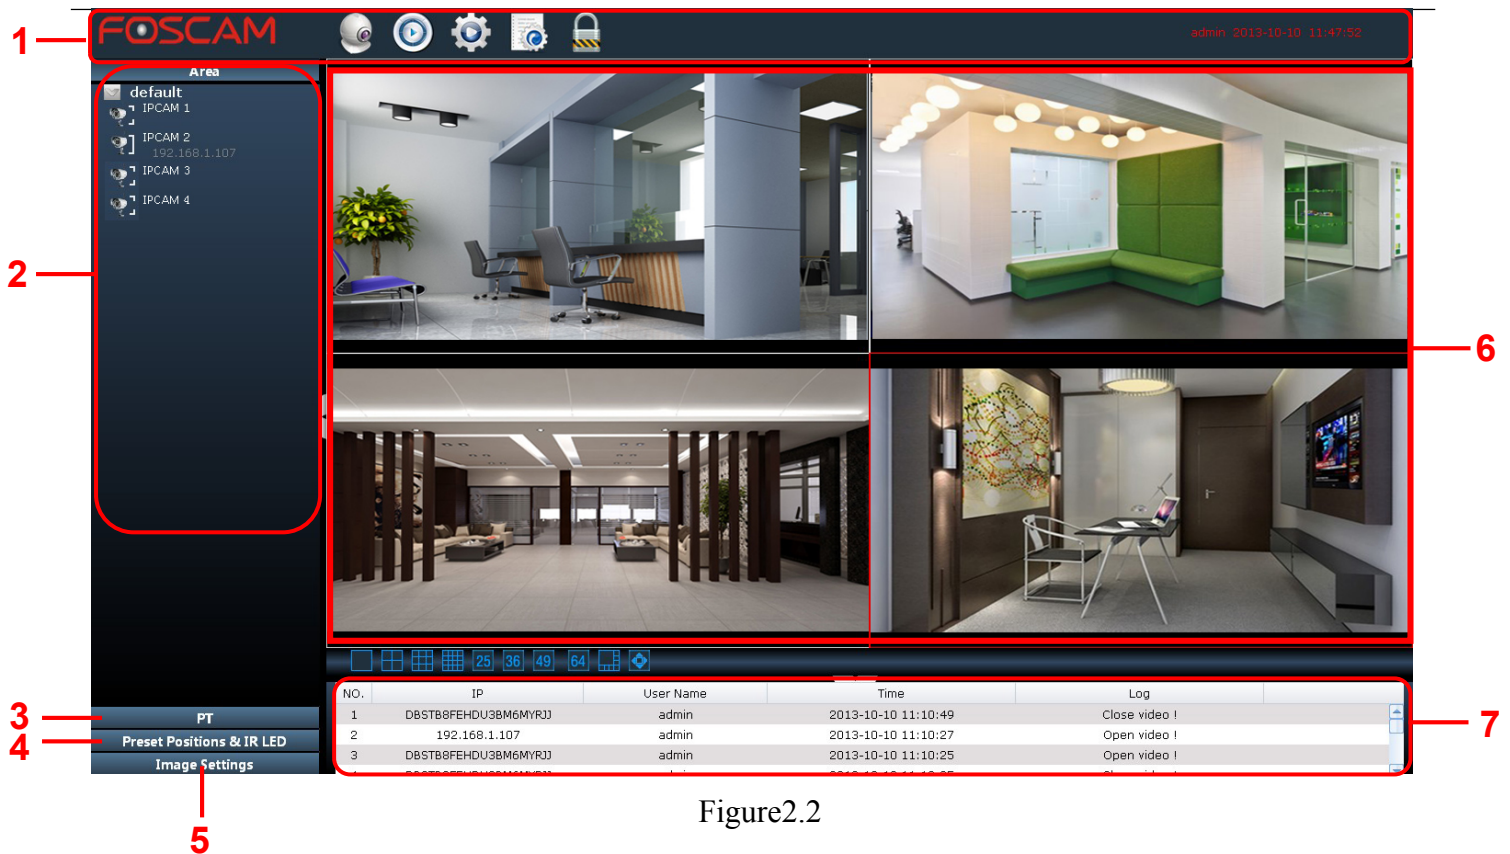 FOSCAM
admin 2013-10-10 11:47:52
1
Area
default
IPCAM 1
IPCAM 2
192.168.1.107
IPCAM 3
IPCAM 4
2
6
25 36 49 64
NO. IP User Name Time Log
1 DBSTB8FEHDU3BM6MYRJJ admin 2013-10-10 11:10:49 Close video !
2 192.168.1.107 admin 2013-10-10 11:10:27 Open video !
3 DBSTB8FEHDU3BM6MYRJJ admin 2013-10-10 11:10:25 Open video !
7
3
PT
4
Preset Positions & IR LED
Image Settings
5
Figure2.2